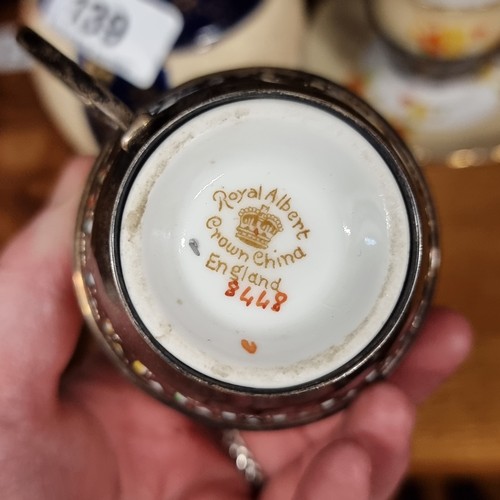 139
Royal Albert
Crown China
England
8448